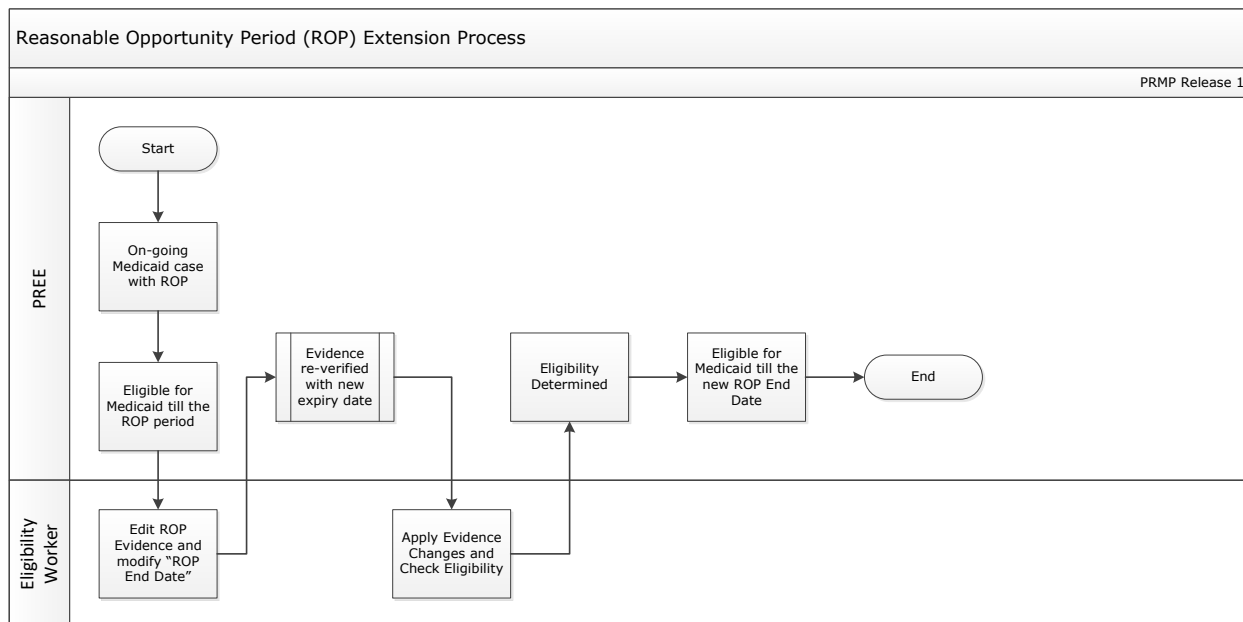 Reasonable Opportunity Period (ROP) Extension Process
PRMP Release 1
PREE
Start
On-going
Medicaid case
with ROP
Eligible for
Medicaid till the
ROP period
Evidence
re-verified
with new
expiry date
Eligibility
Determined
Eligible for
Medicaid till the
new ROP End
Date
End
Eligibility
Worker
Edit ROP
Evidence and
modify “ROP
End Date”
Apply Evidence
Changes and
Check Eligibility